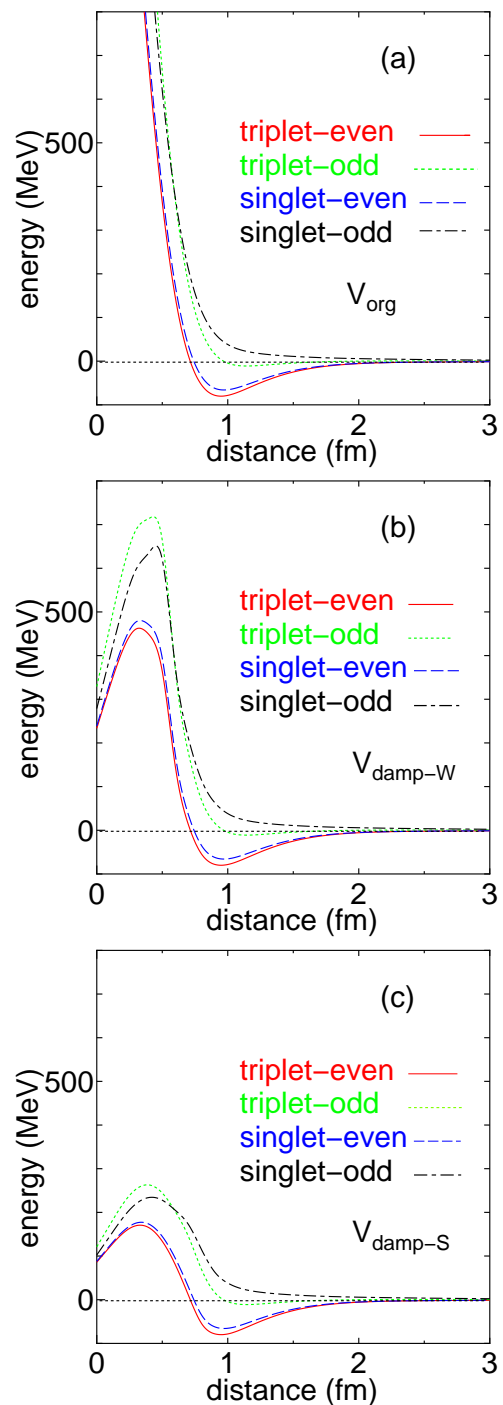 (a)
triplet−even
triplet−odd
singlet−even
singlet−odd
V_org
500
0
energy (MeV)
0 1 2 3
distance (fm)
(b)
triplet−even
triplet−odd
singlet−even
singlet−odd
V_damp−W
500
0
energy (MeV)
0 1 2 3
distance (fm)
(c)
triplet−even
triplet−odd
singlet−even
singlet−odd
V_damp−S
500
0
energy (MeV)
0 1 2 3
distance (fm)